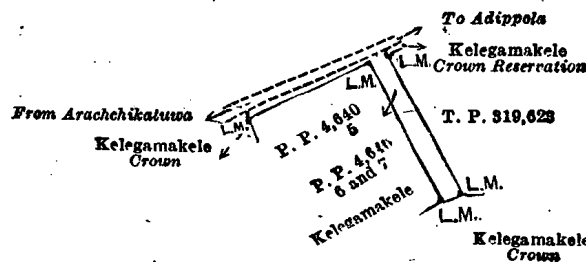 To Adippola
Kelegamakele
Crown Reservation
L.M.
L.M.
From Arachchikatuwa
L.M.
Kelegamakele
Crown
P. P. 4,640
5
P. P. 4,640
6 and 7
Kelegamakele
T. P. 319,623
L.M.
L.M.
Kelegamakele
Crown